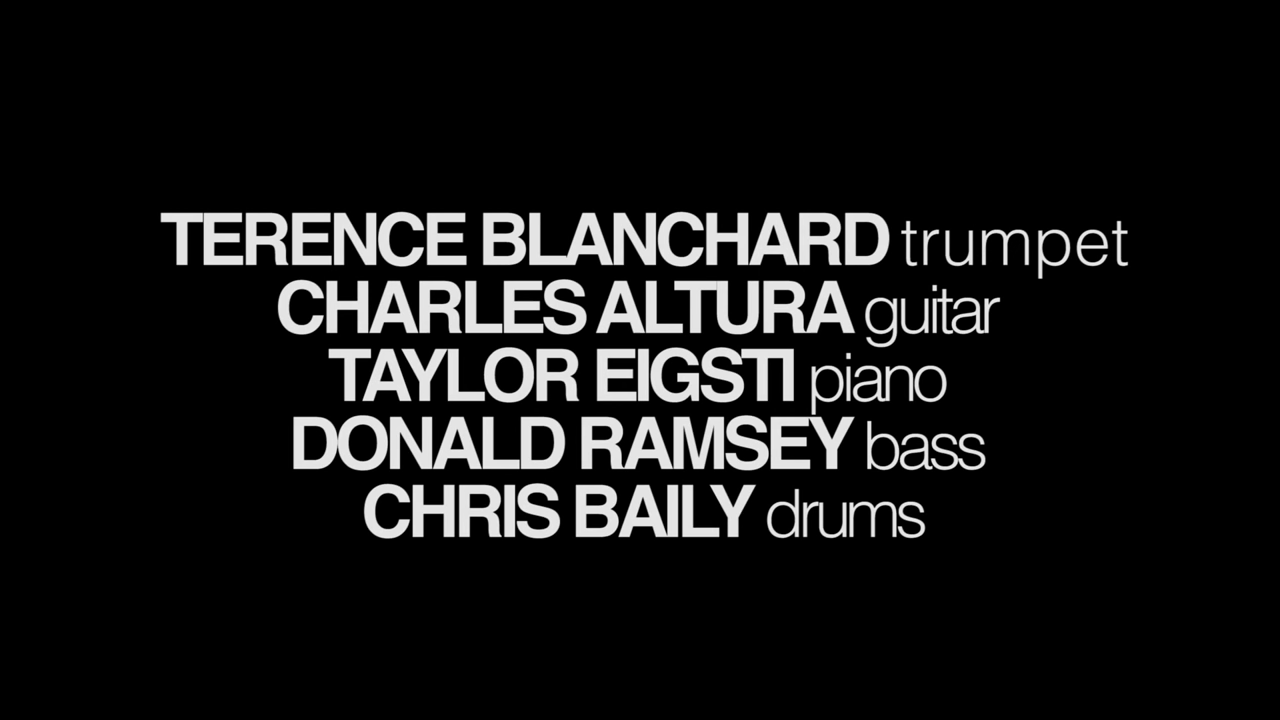 TERENCE BLANCHARD trumpet
CHARLES ALTURA guitar
TAYLOR EIGSTI piano
DONALD RAMSEY bass
CHRIS BAILY drums